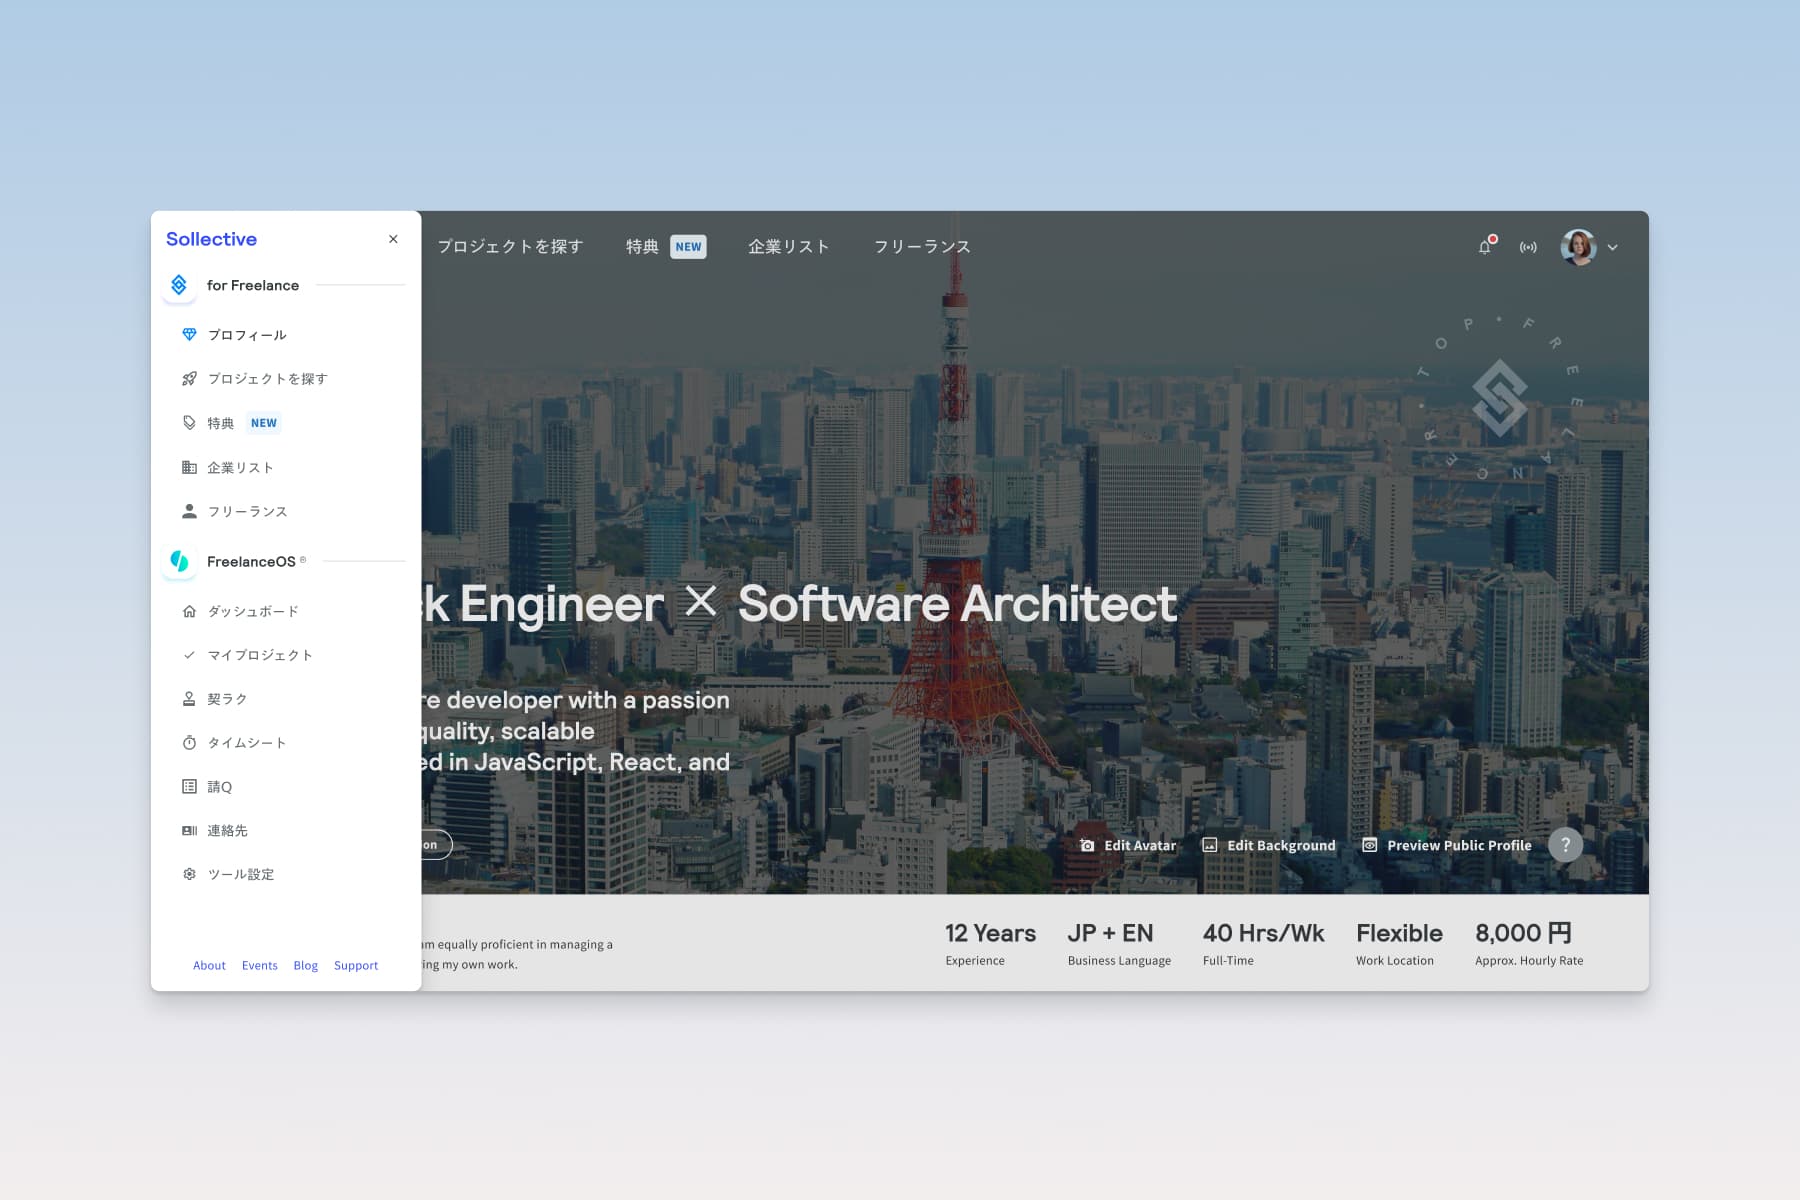 Sollective
for Freelance
プロフィール
プロジェクトを探す
特典 NEW
企業リスト
フリーランス
FreelanceOS ®
ダッシュボード
マイプロジェクト
契ラク
タイムシート
請Q
連絡先
ツール設定
About Events Blog Support
プロジェクトを探す 特典 NEW 企業リスト フリーランス
TOP • FREELANCER •
k Engineer × Software Architect
re developer with a passion
quality, scalable
ed in JavaScript, React, and
on
Edit Avatar Edit Background Preview Public Profile ?
am equally proficient in managing a
ing my own work.
12 Years
Experience
JP + EN
Business Language
40 Hrs/Wk
Full-Time
Flexible
Work Location
8,000 円
Approx. Hourly Rate